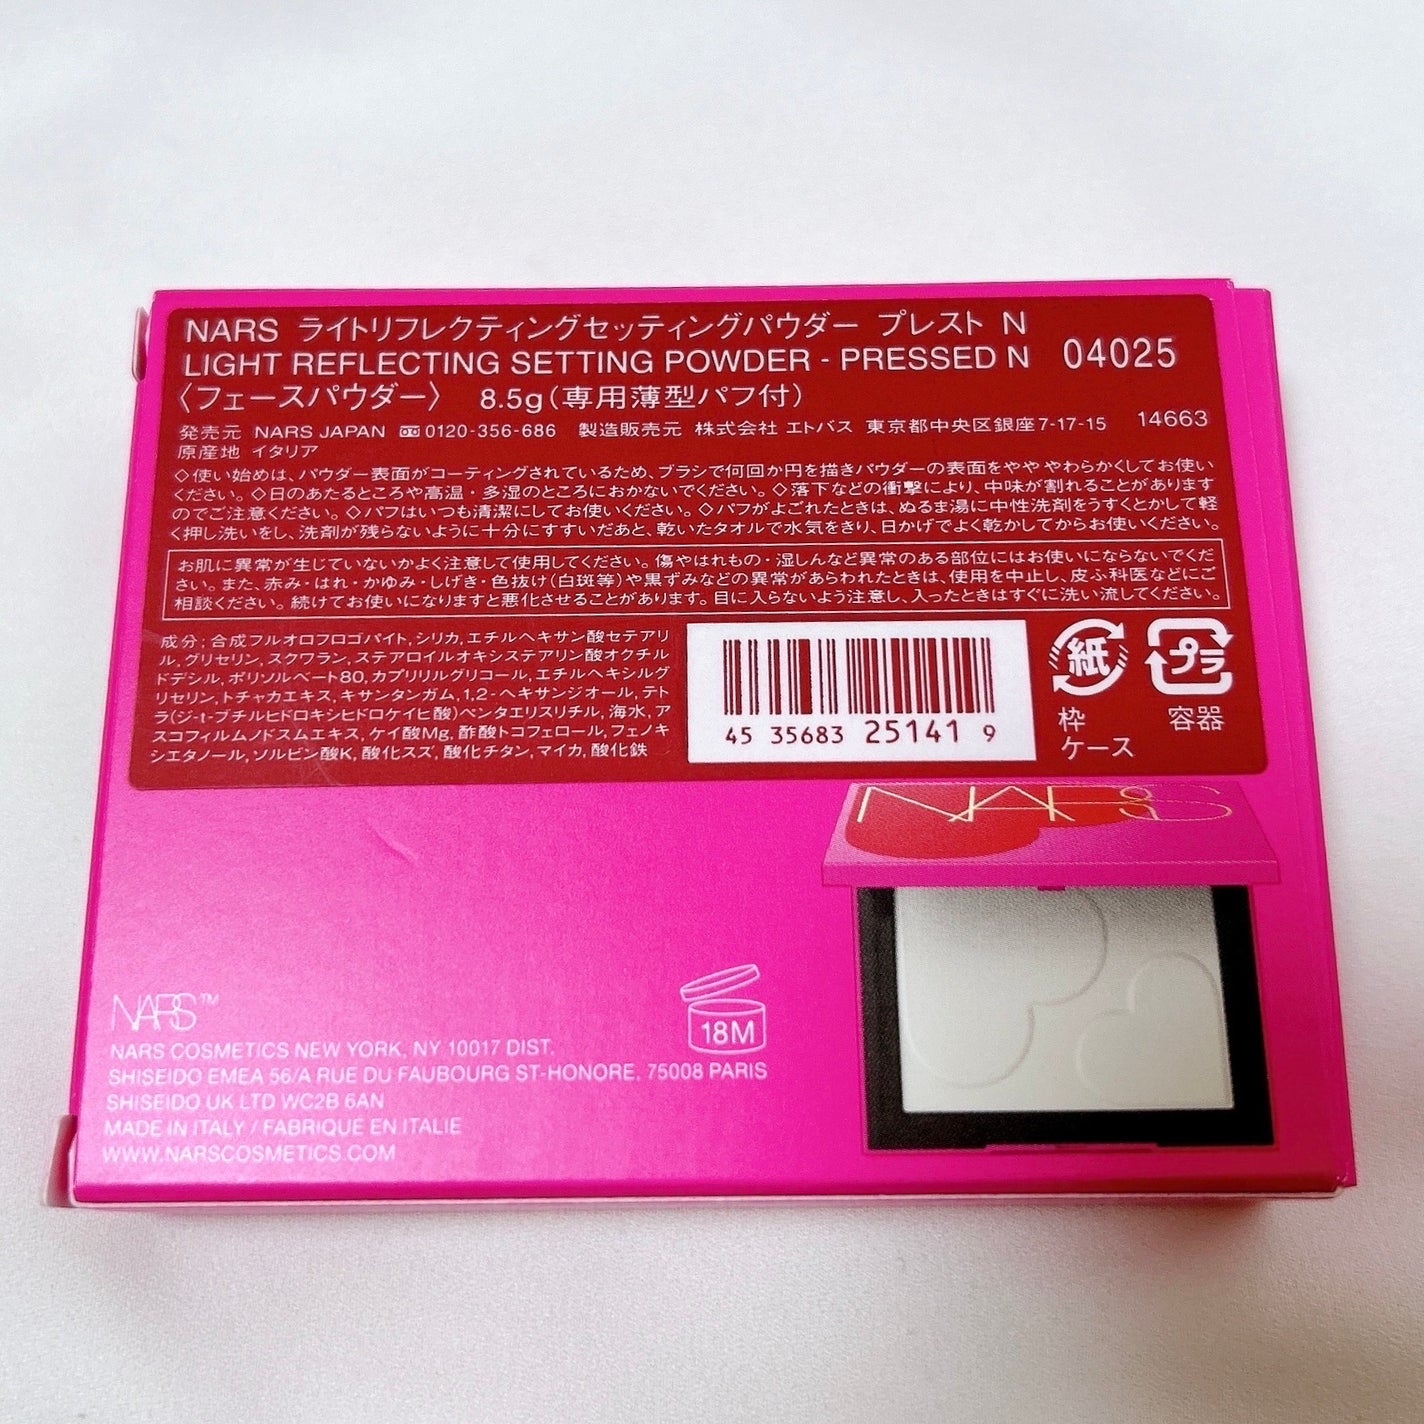 NARS ライトリフレクティングセッティングパウダー プレスト N
LIGHT REFLECTING SETTING POWDER - PRESSED N 04025
〈フェースパウダー〉 8.5g(専用薄型パフ付)
発売元 NARS JAPAN 0120-356-686 製造販売元 株式会社 エトバス 東京都中央区銀座7-17-15 14663
原産地 イタリア
◇使い始めは、パウダー表面がコーティングされているため、ブラシで何回か円を描きパウダーの表面をやややわらかくしてお使い
ください。◇日のあたるところや高温・多湿のところにおかないでください。◇落下などの衝撃により、中味が割れることがあります
のでご注意ください。◇パフはいつも清潔にしてお使いください。◇パフがよごれたときは、ぬるま湯に中性洗剤をうすくとかして軽
く押し洗いをし、洗剤が残らないように十分にすすいだあと、乾いたタオルで水気をきり、日かげでよく乾かしてからお使いください。
お肌に異常が生じていないかよく注意して使用してください。傷やはれもの・湿しんなど異常のある部位にはお使いにならないでくだ
さい。また、赤み・はれ・かゆみ・しげき・色抜け(白斑等)や黒ずみなどの異常があらわれたときは、使用を中止し、皮ふ科医などにご
相談ください。続けてお使いになりますと悪化させることがあります。目に入らないよう注意し、入ったときはすぐに洗い流してください。
成分:合成フルオロフロゴパイト,シリカ,エチルヘキサン酸セテアリ
ル,グリセリン,スクワラン,ステアロイルオキシステアリン酸オクチル
ドデシル,ポリソルベート80,カプリリルグリコール,エチルヘキシルグ
リセリン,トチャカエキス,キサンタンガム,1,2-ヘキサンジオール,テト
ラ(ジ-t-ブチルヒドロキシヒドロケイヒ酸)ペンタエリスリチル,海水,ア
スコフィルムノドスムエキス,ケイ酸Mg,酢酸トコフェロール,フェノキ
シエタノール,ソルビン酸K,酸化スズ,酸化チタン,マイカ,酸化鉄
45 35683 25141 9
紙
枠
ケース
プラ
容器
NARS
NARS™
18M
NARS COSMETICS NEW YORK, NY 10017 DIST.
SHISEIDO EMEA 56/A RUE DU FAUBOURG ST-HONORE, 75008 PARIS
SHISEIDO UK LTD WC2B 6AN
MADE IN ITALY / FABRIQUE EN ITALIE
WWW.NARSCOSMETICS.COM